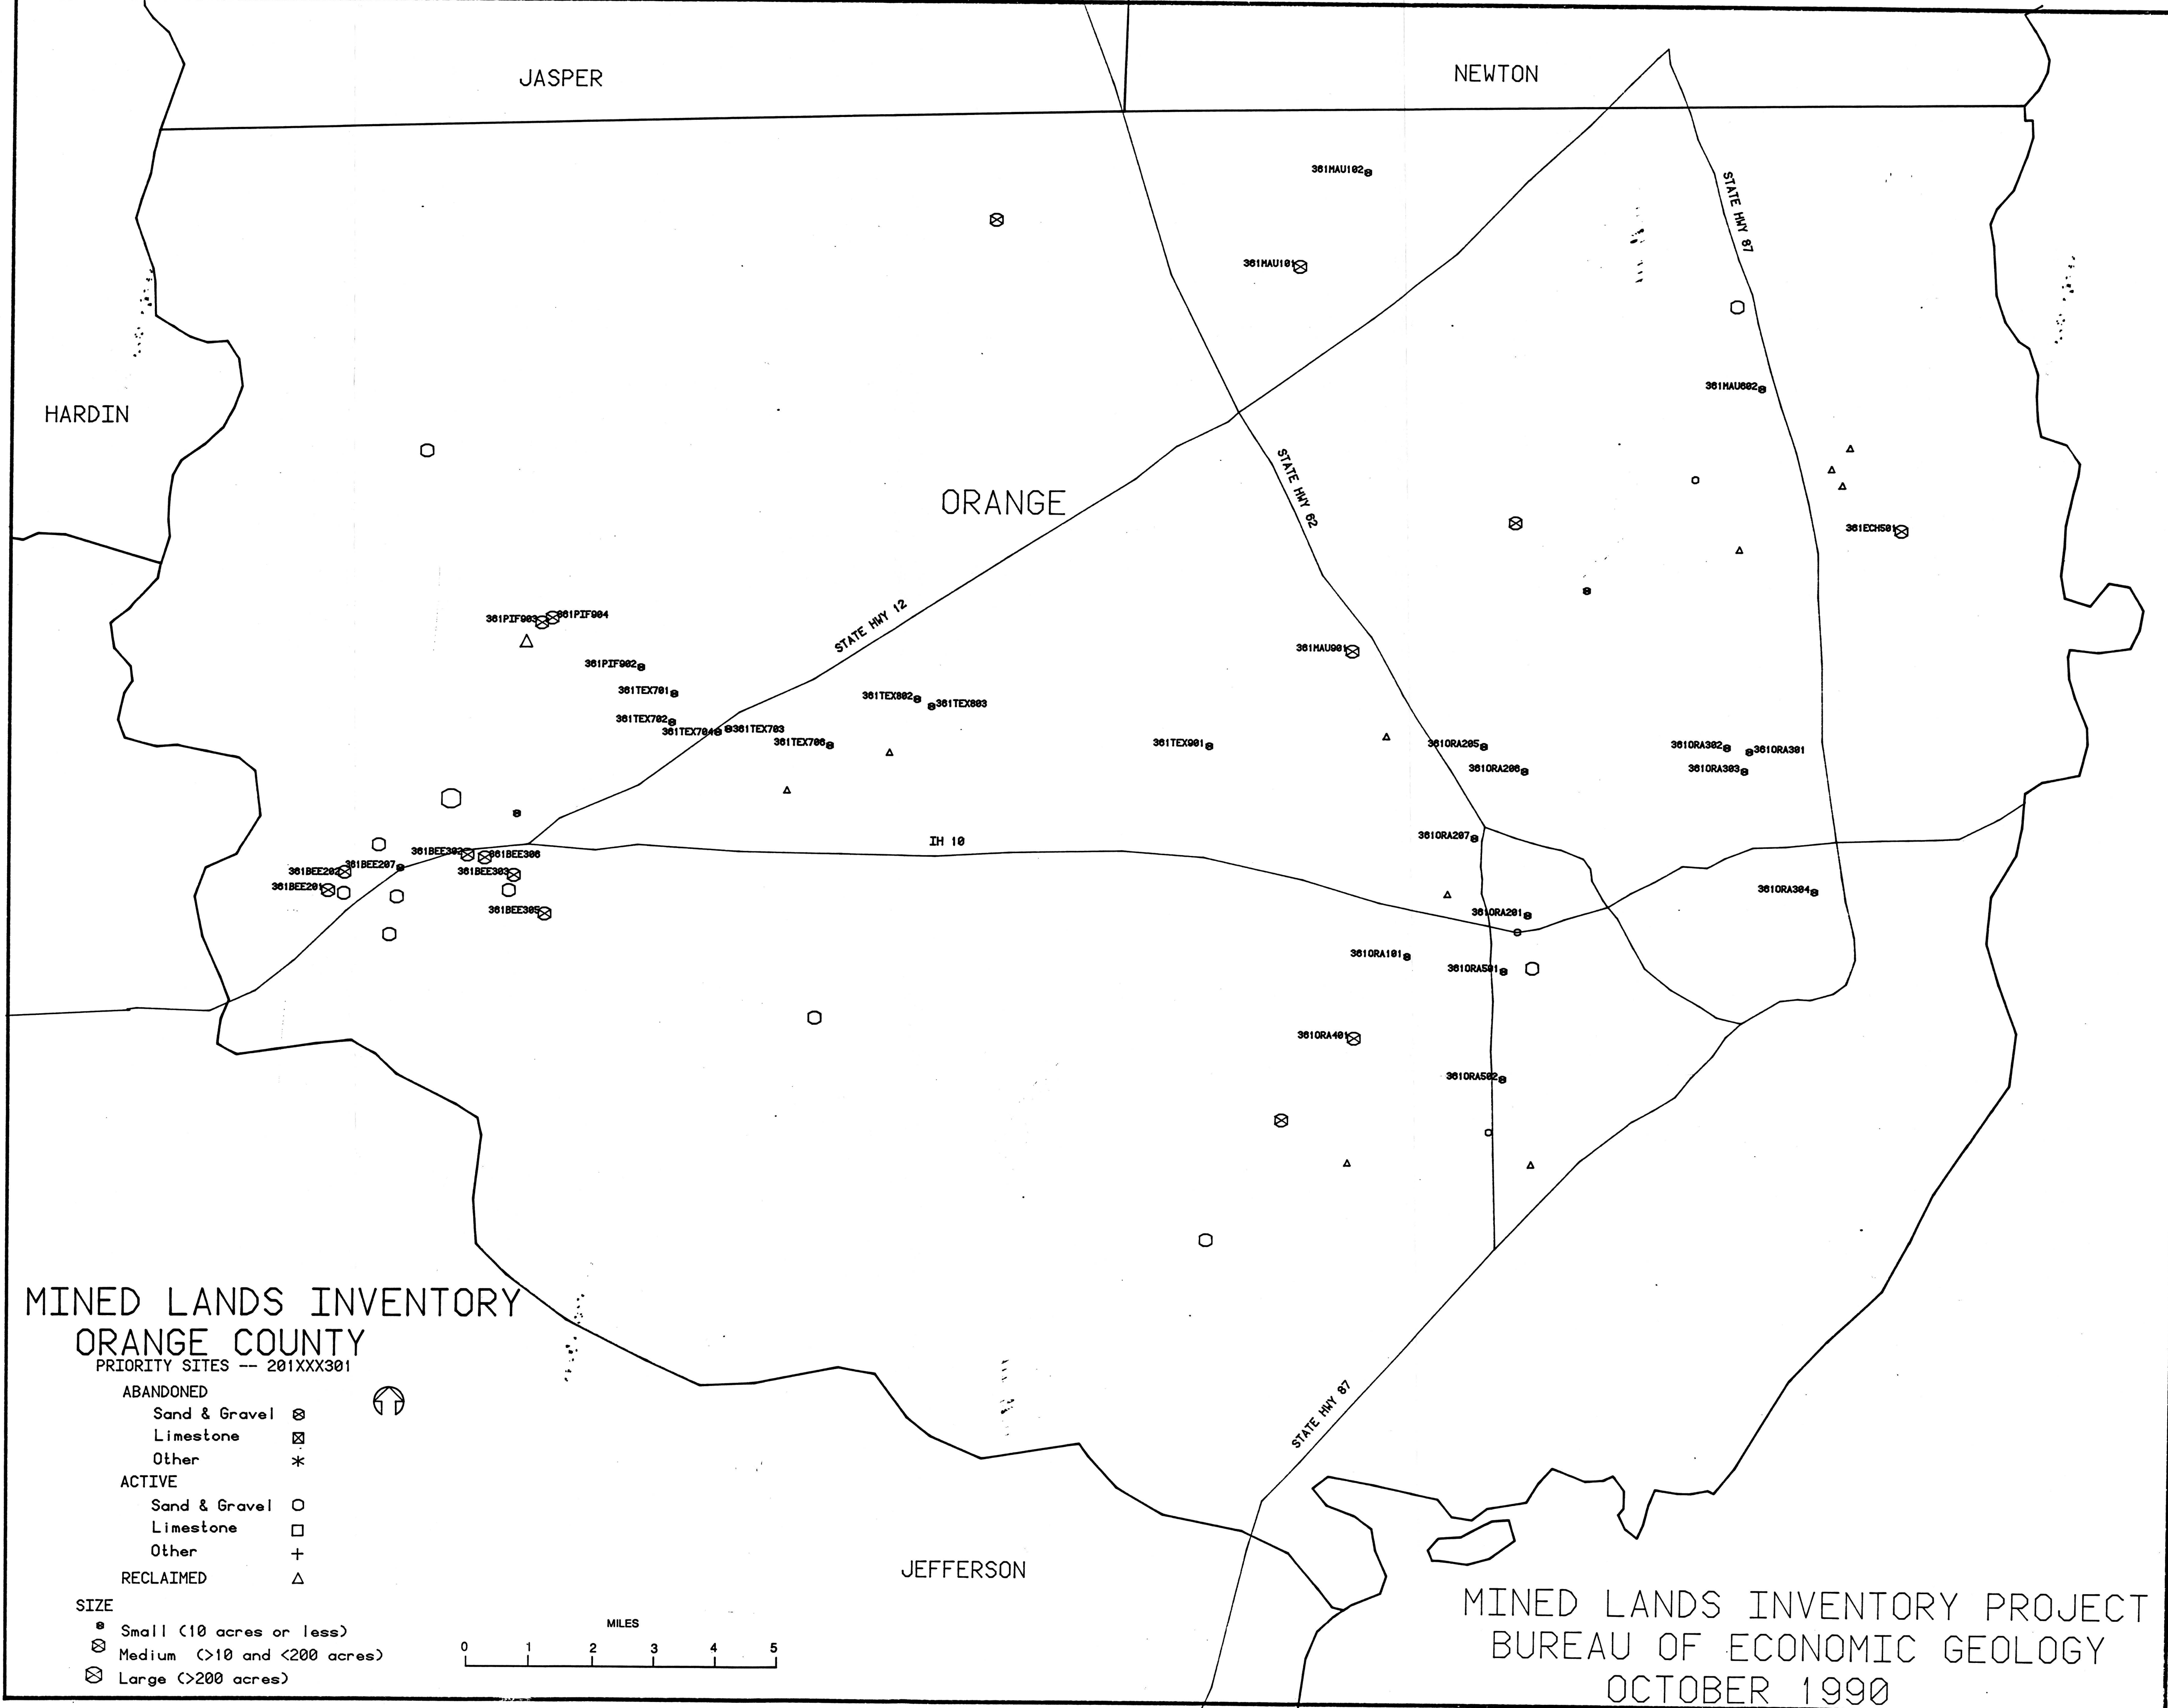 JASPER
NEWTON
361MAU102
STATE HWY 87
361MAU101
361MAU602
HARDIN
ORANGE
STATE HWY 62
361ECH501
361PIF903
361PIF904
STATE HWY 12
361MAU901
361PIF902
361TEX701
361TEX802
361TEX803
361TEX702
361TEX704
361TEX703
361TEX706
361TEX901
361ORA205
361ORA302
361ORA301
361ORA206
361ORA303
361ORA207
IH 10
361BEE302
361BEE306
361BEE207
361BEE202
361BEE303
361BEE201
361ORA304
361BEE305
361ORA201
361ORA101
361ORA501
361ORA401
361ORA502
STATE HWY 87
MINED LANDS INVENTORY
ORANGE COUNTY
PRIORITY SITES -- 201XXX301
ABANDONED
Sand & Gravel
Limestone
Other
ACTIVE
Sand & Gravel
Limestone
Other
RECLAIMED
SIZE
Small (10 acres or less)
Medium (>10 and <200 acres)
Large (>200 acres)
MILES
0 1 2 3 4 5
JEFFERSON
MINED LANDS INVENTORY PROJECT
BUREAU OF ECONOMIC GEOLOGY
OCTOBER 1990